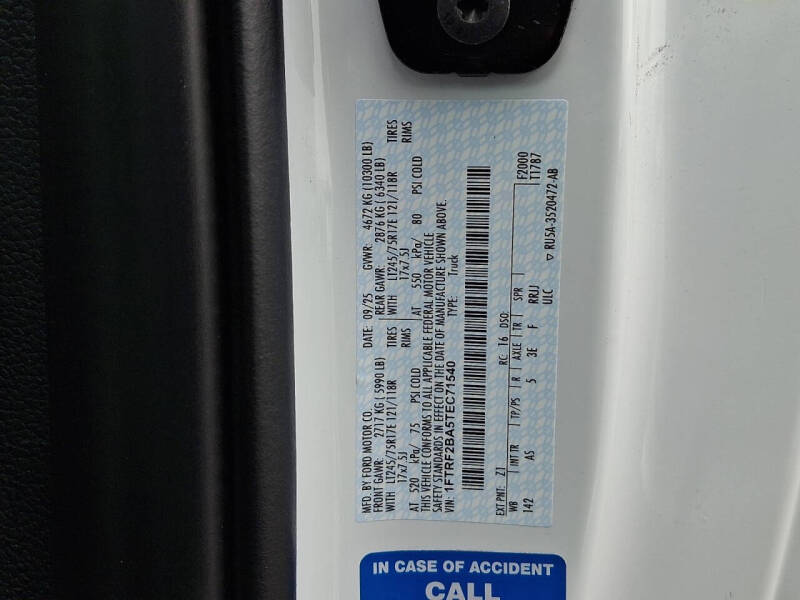 MFD. BY FORD MOTOR CO.
DATE: 09/25 GVWR: 4672 KG (10300 LB)
FRONT GAWR: 2717 KG (5990 LB) REAR GAWR: 2876 KG (6340 LB)
WITH LT245/75R17E 121/118R TIRES WITH LT245/75R17E 121/118R TIRES
17x7.5J RIMS 17x7.5J RIMS
AT 520 kPa/ 75 PSI COLD AT 550 kPa/ 80 PSI COLD
THIS VEHICLE CONFORMS TO ALL APPLICABLE FEDERAL MOTOR VEHICLE
SAFETY STANDARDS IN EFFECT ON THE DATE OF MANUFACTURE SHOWN ABOVE.
VIN: 1FTRF2BA5TEC71540 TYPE: Truck
F2000
T17B7
EXT PNT: Z1 RC: 16 DSO:
WB INT TR TP/PS R AXLE TR SPR
142 AS 5 3E F RRJJ
ULC ▽ RU5A-3520472-AB
IN CASE OF ACCIDENT
CALL